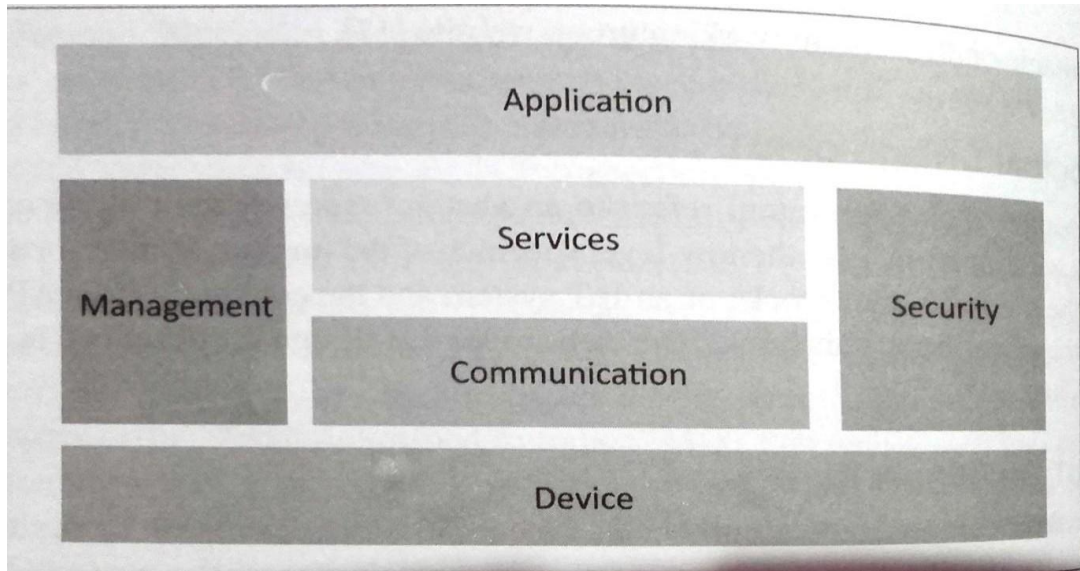 Application
Services
Management
Security
Communication
Device